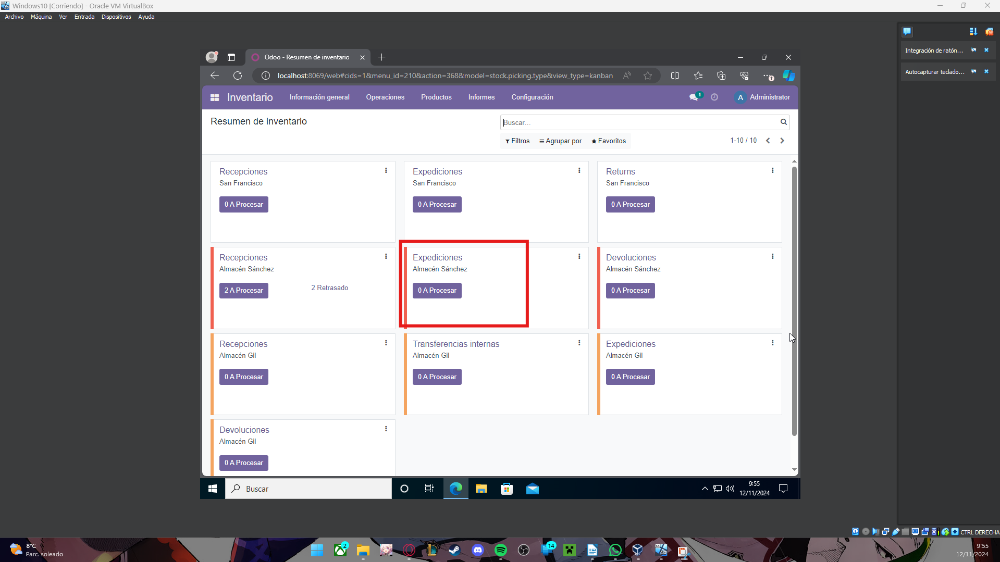 Windows10 [Corriendo] - Oracle VM VirtualBox
Archivo Máquina Ver Entrada Dispositivos Ayuda
Integración de ratón...
Autocapturar teclado...
Odoo - Resumen de inventario
localhost:8069/web#cids=1&menu_id=210&action=368&model=stock.picking.type&view_type=kanban
Inventario Información general Operaciones Productos Informes Configuración 1 A Administrator
Resumen de inventario
Buscar...
Filtros Agrupar por Favoritos 1-10 / 10
Recepciones
San Francisco
0 A Procesar
Expediciones
San Francisco
0 A Procesar
Returns
San Francisco
0 A Procesar
Recepciones
Almacén Sánchez
2 A Procesar 2 Retrasado
Expediciones
Almacén Sánchez
0 A Procesar
Devoluciones
Almacén Sánchez
0 A Procesar
Recepciones
Almacén Gil
0 A Procesar
Transferencias internas
Almacén Gil
0 A Procesar
Expediciones
Almacén Gil
0 A Procesar
Devoluciones
Almacén Gil
0 A Procesar
Buscar
9:55
12/11/2024
CTRL DERECHA
8°C
Parc. soleado
2
14
9:55
12/11/2024